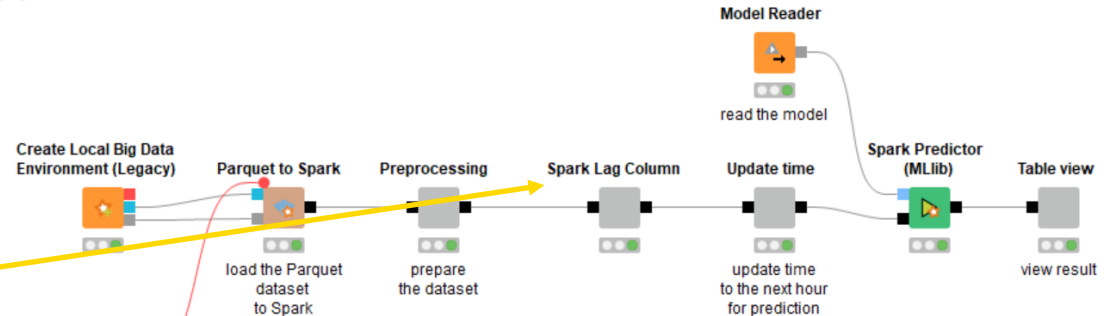 Model Reader
read the model
Create Local Big Data
Environment (Legacy)
Parquet to Spark
load the Parquet
dataset
to Spark
Preprocessing
prepare
the dataset
Spark Lag Column
Update time
update time
to the next hour
for prediction
Spark Predictor
(MLlib)
Table view
view result